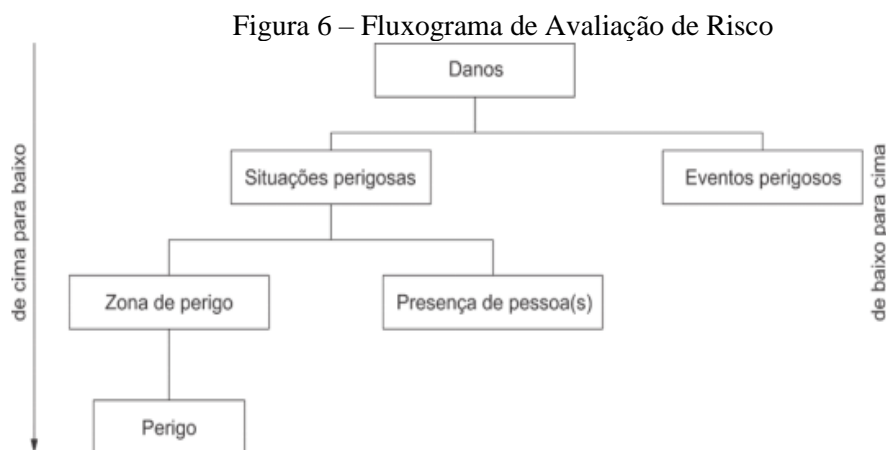 Figura 6 – Fluxograma de Avaliação de Risco
Danos
de cima para baixo
Situações perigosas
Eventos perigosos
de baixo para cima
Zona de perigo
Presença de pessoa(s)
Perigo